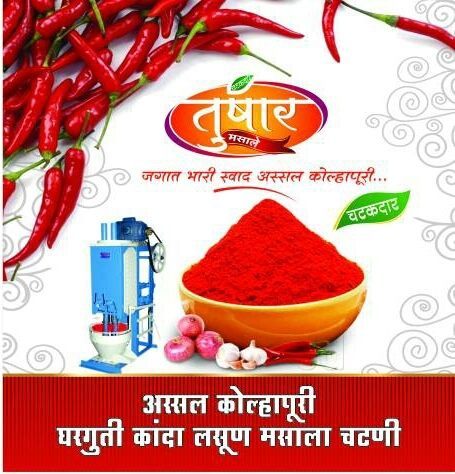 तुषार
मसाले
जगात भारी स्वाद अस्सल कोल्हापूरी...
चटकदार
अस्सल कोल्हापूरी
घरगुती कांदा लसूण मसाला चटणी